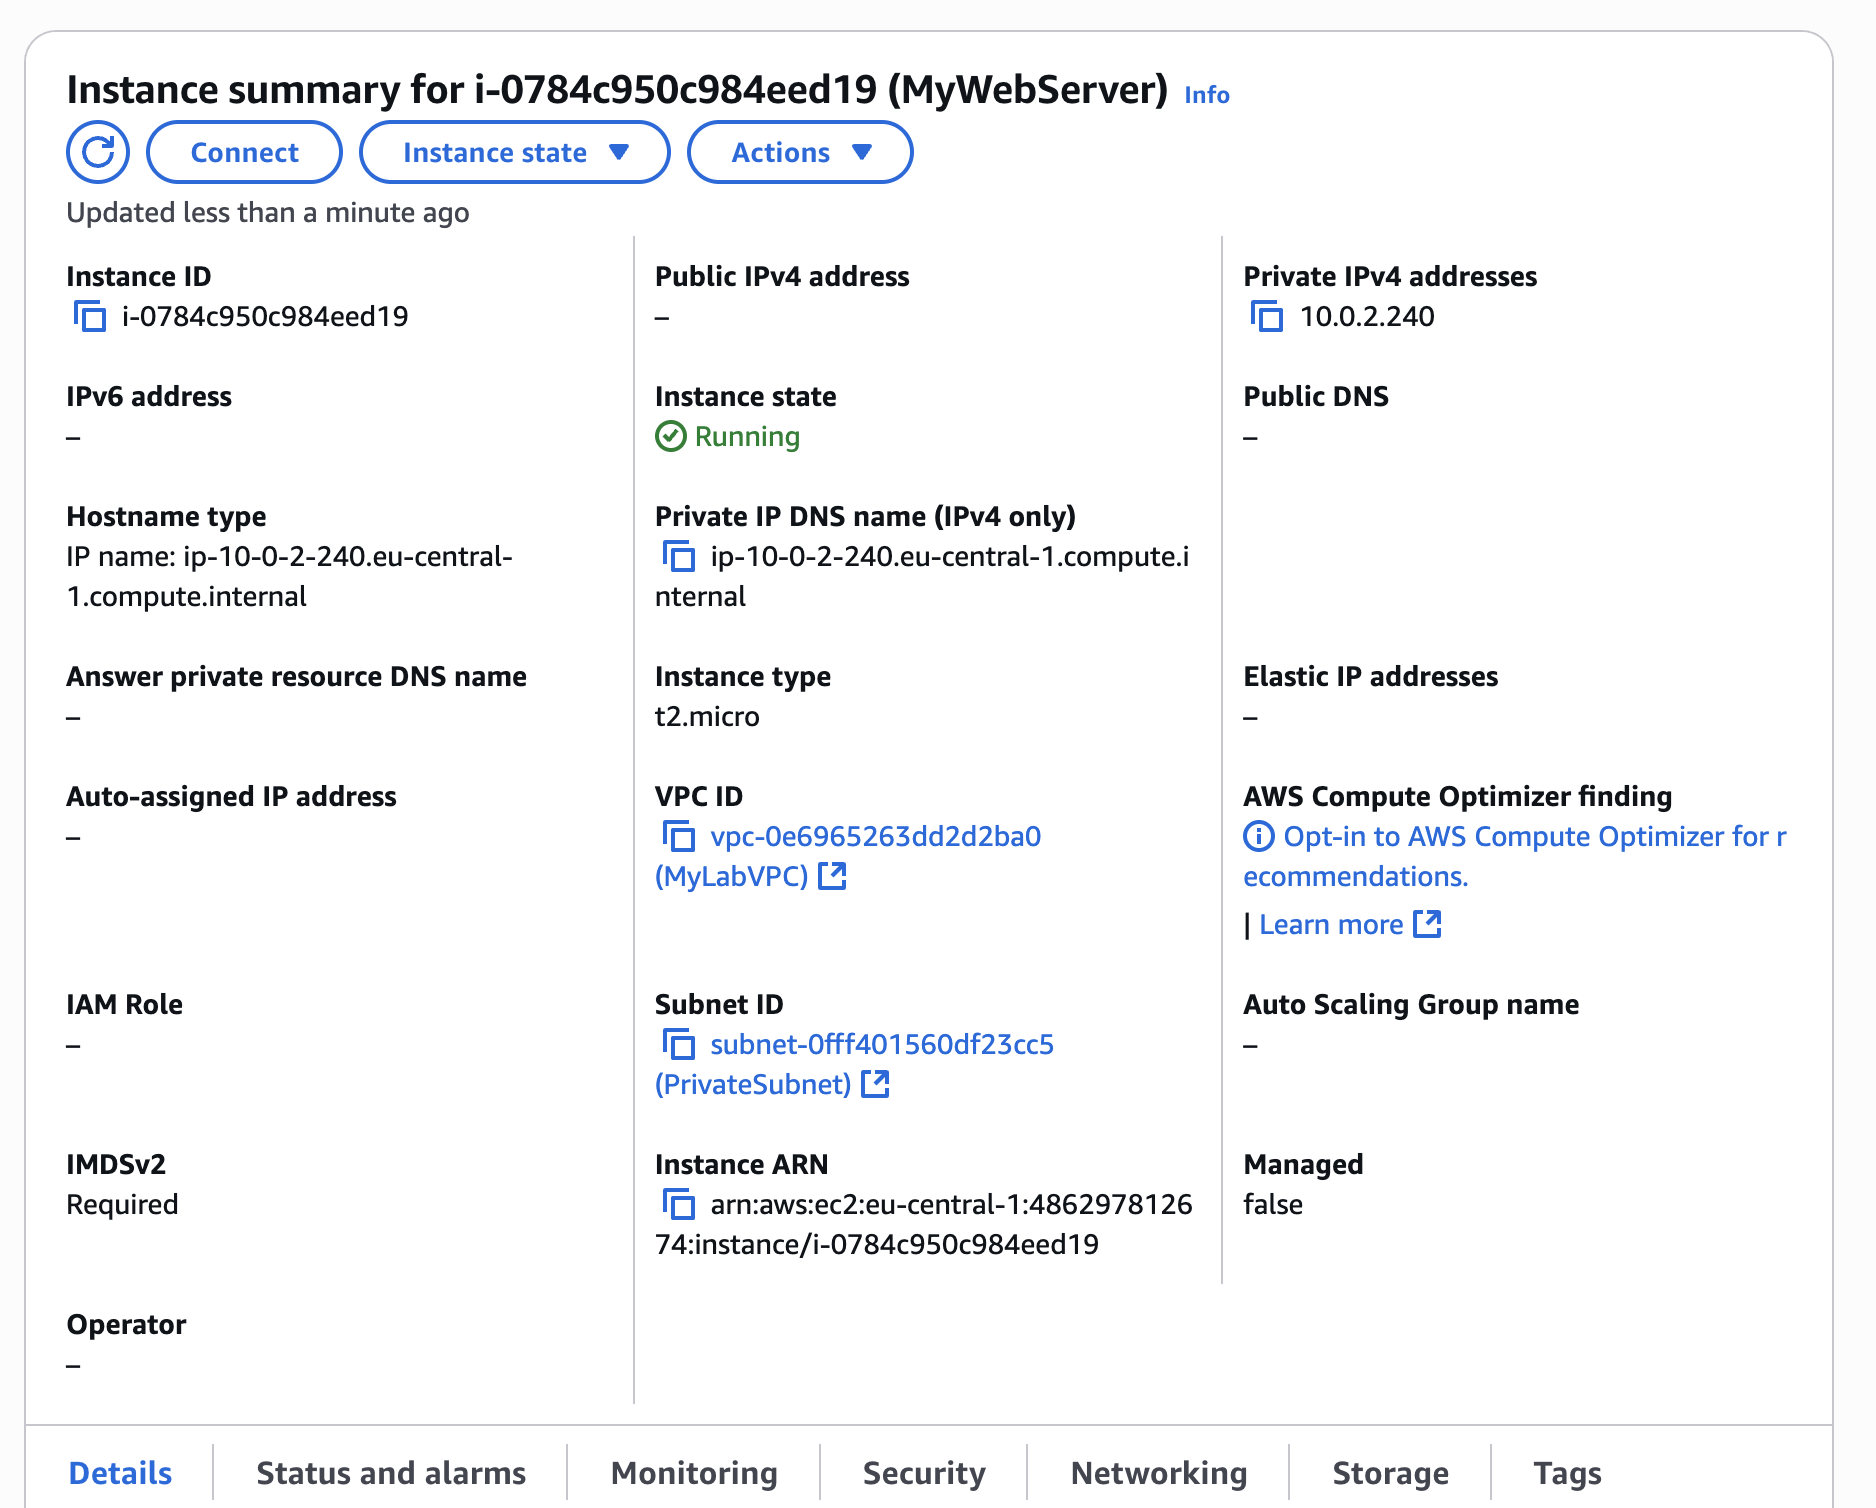 Instance summary for i-0784c950c984eed19 (MyWebServer) Info
Connect
Instance state
Actions
Updated less than a minute ago
Instance ID
i-0784c950c984eed19
Public IPv4 address
–
Private IPv4 addresses
10.0.2.240
IPv6 address
–
Instance state
Running
Public DNS
–
Hostname type
IP name: ip-10-0-2-240.eu-central-
1.compute.internal
Private IP DNS name (IPv4 only)
ip-10-0-2-240.eu-central-1.compute.i
nternal
Answer private resource DNS name
–
Instance type
t2.micro
Elastic IP addresses
–
Auto-assigned IP address
–
VPC ID
vpc-0e6965263dd2d2ba0
(MyLabVPC)
AWS Compute Optimizer finding
Opt-in to AWS Compute Optimizer for r
ecommendations.
| Learn more
IAM Role
–
Subnet ID
subnet-0fff401560df23cc5
(PrivateSubnet)
Auto Scaling Group name
–
IMDSv2
Required
Instance ARN
arn:aws:ec2:eu-central-1:4862978126
74:instance/i-0784c950c984eed19
Managed
false
Operator
–
Details
Status and alarms
Monitoring
Security
Networking
Storage
Tags